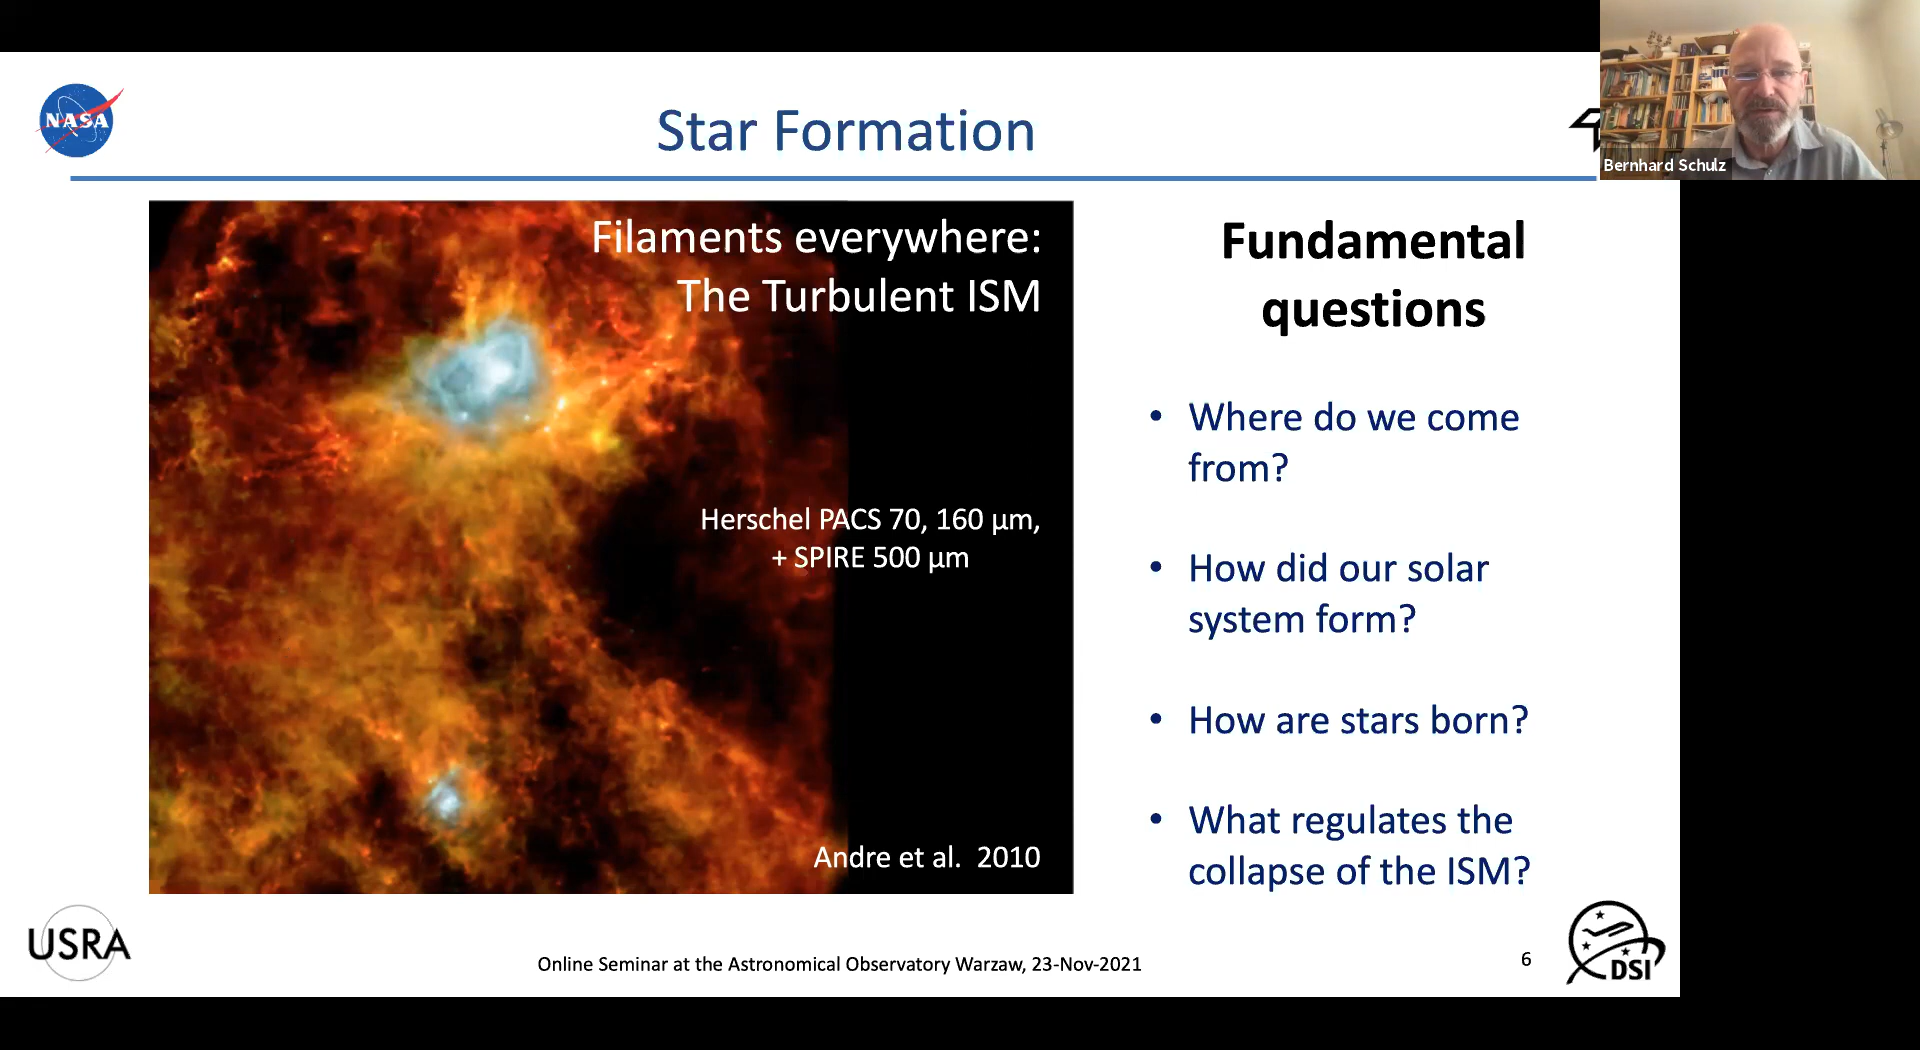 NASA
Star Formation
Bernhard Schulz
Filaments everywhere:
The Turbulent ISM
Herschel PACS 70, 160 µm,
+ SPIRE 500 µm
Andre et al.  2010
Fundamental
questions
• Where do we come
from?
• How did our solar
system form?
• How are stars born?
• What regulates the
collapse of the ISM?
USRA
Online Seminar at the Astronomical Observatory Warzaw, 23-Nov-2021
6
DSI